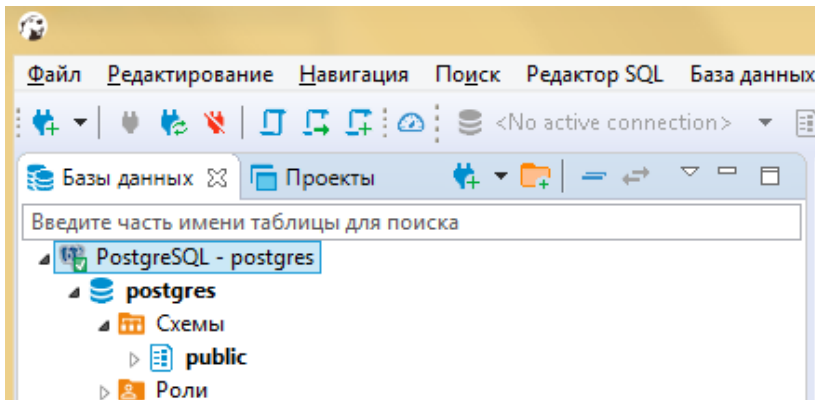 Файл Редактирование Навигация Поиск Редактор SQL База данных
<No active connection>
Базы данных Проекты
Введите часть имени таблицы для поиска
PostgreSQL - postgres
postgres
Схемы
public
Роли